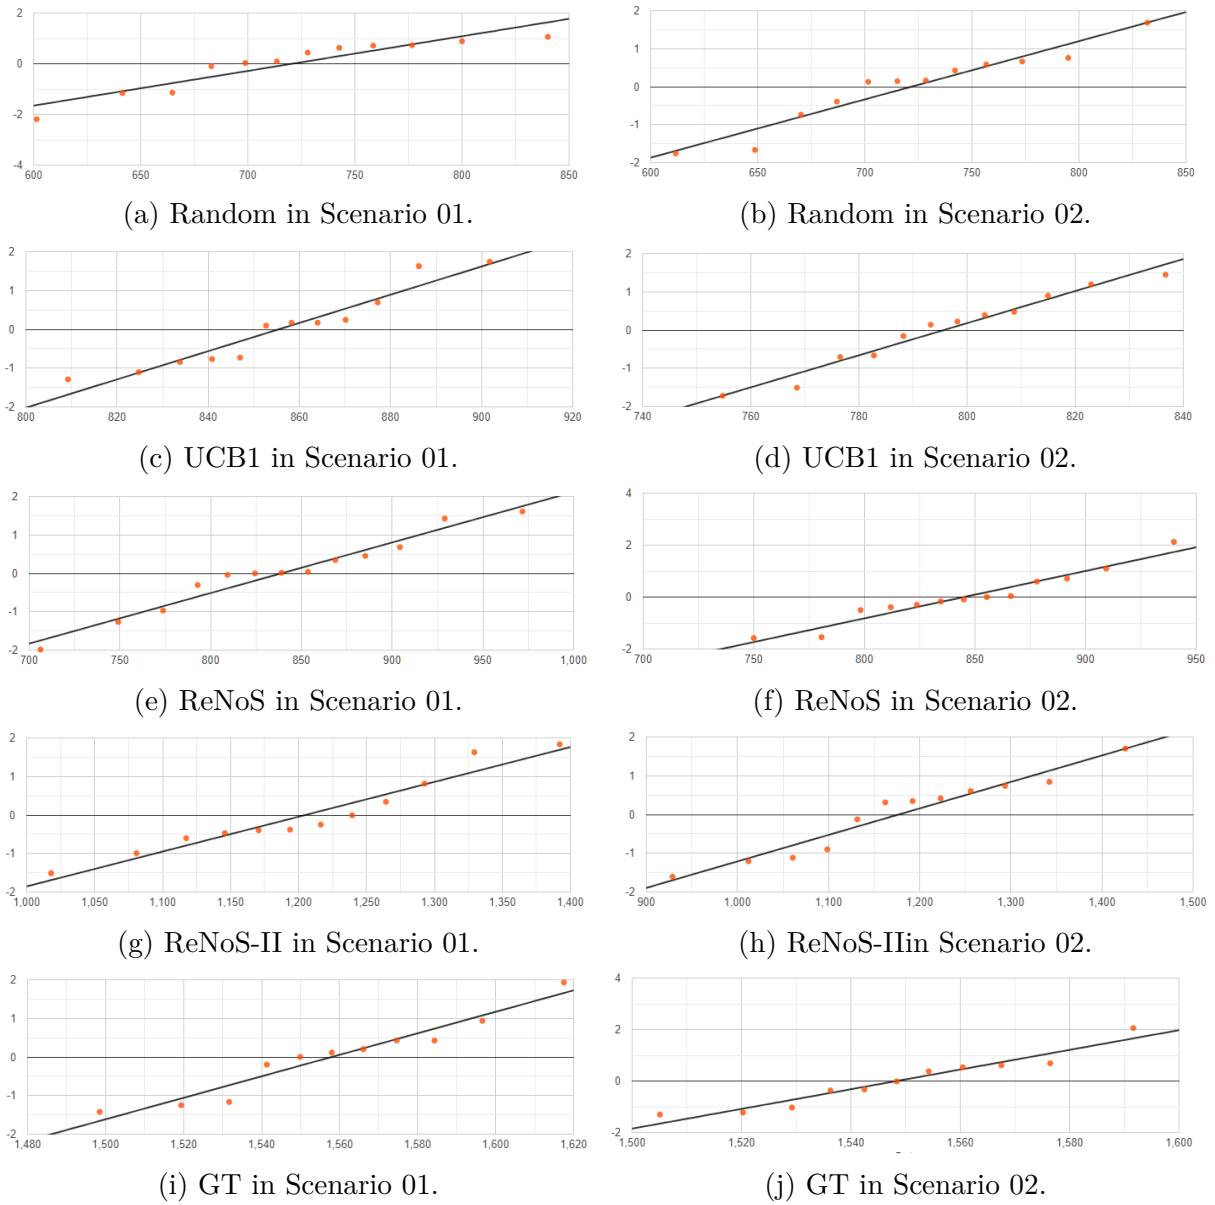 2
0
-2
-4
600 650 700 750 800 850
(a) Random in Scenario 01.
2
1
0
-1
-2
600 650 700 750 800 850
(b) Random in Scenario 02.
2
1
0
-1
-2
800 820 840 860 880 900 920
(c) UCB1 in Scenario 01.
2
1
0
-1
-2
740 760 780 800 820 840
(d) UCB1 in Scenario 02.
2
1
0
-1
-2
700 750 800 850 900 950 1,000
(e) ReNoS in Scenario 01.
4
2
0
-2
700 750 800 850 900 950
(f) ReNoS in Scenario 02.
2
1
0
-1
-2
1,000 1,050 1,100 1,150 1,200 1,250 1,300 1,350 1,400
(g) ReNoS-II in Scenario 01.
2
1
0
-1
-2
900 1,000 1,100 1,200 1,300 1,400 1,500
(h) ReNoS-IIin Scenario 02.
2
1
0
-1
-2
1,480 1,500 1,520 1,540 1,560 1,580 1,600 1,620
(i) GT in Scenario 01.
4
2
0
-2
1,500 1,520 1,540 1,560 1,580 1,600
(j) GT in Scenario 02.